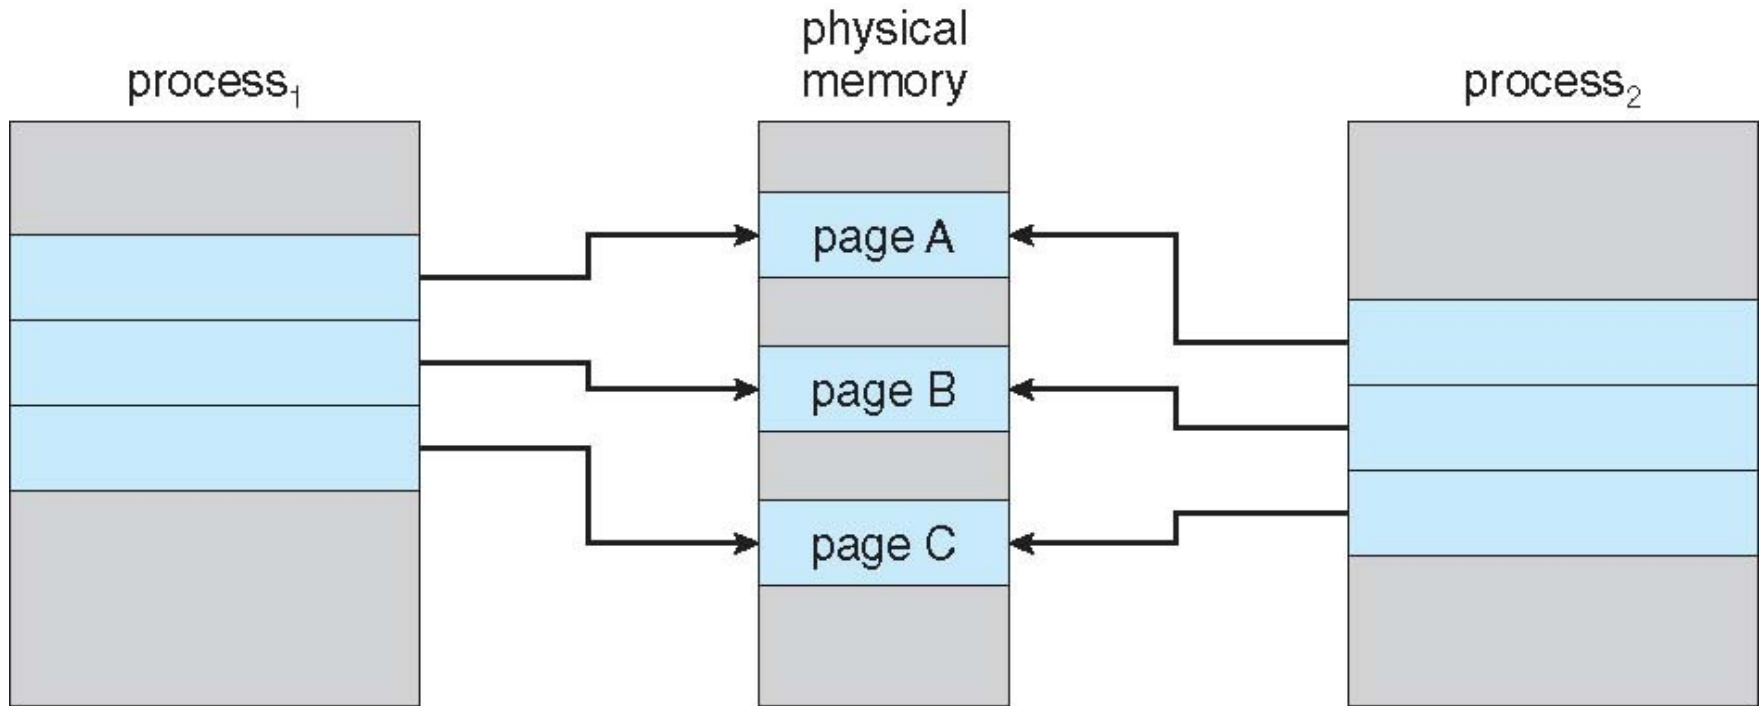 process₁
physical
memory
process₂
page A
page B
page C